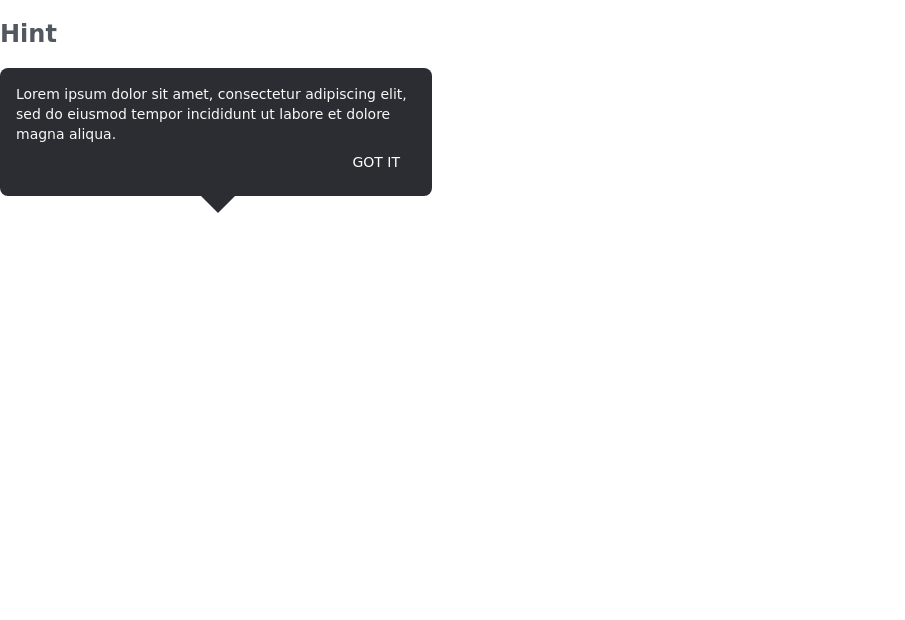 Hint
Lorem ipsum dolor sit amet, consectetur adipiscing elit,
sed do eiusmod tempor incididunt ut labore et dolore
magna aliqua.
GOT IT